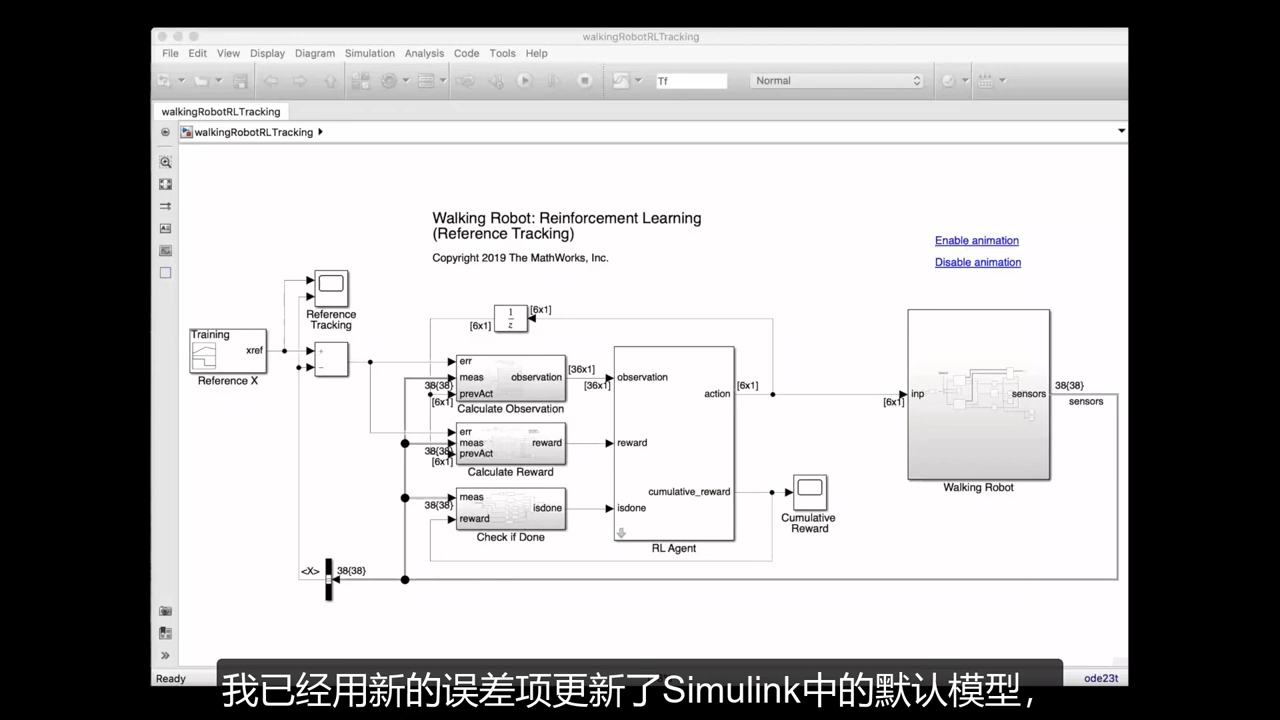 walkingRobotRLTracking
File Edit View Display Diagram Simulation Analysis Code Tools Help
Tf Normal
walkingRobotRLTracking
walkingRobotRLTracking
Walking Robot: Reinforcement Learning
(Reference Tracking)
Copyright 2019 The MathWorks, Inc.
Enable animation
Disable animation
Reference
Tracking
Training
xref
Reference X
+
−
1
z
[6x1]
[6x1]
err
meas
prevAct
observation
38{38}
[6x1]
[36x1]
[36x1]
Calculate Observation
err
meas
prevAct
reward
38{38}
[6x1]
Calculate Reward
meas
reward
isdone
38{38}
Check if Done
observation
reward
isdone
action
cumulative_reward
RL Agent
[6x1]
Cumulative
Reward
[6x1]
inp
sensors
Walking Robot
38{38}
sensors
<X>
38{38}
Ready
ode23t
我已经用新的误差项更新了Simulink中的默认模型，